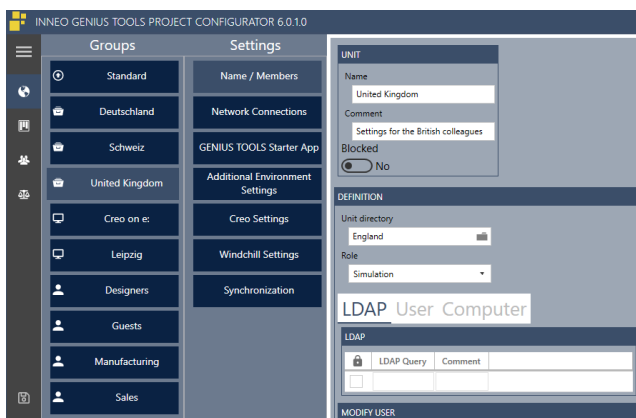 INNEO GENIUS TOOLS PROJECT CONFIGURATOR 6.0.1.0
Groups
Standard
Deutschland
Schweiz
United Kingdom
Creo on e:
Leipzig
Designers
Guests
Manufacturing
Sales
Settings
Name / Members
Network Connections
GENIUS TOOLS Starter App
Additional Environment
Settings
Creo Settings
Windchill Settings
Synchronization
UNIT
Name
United Kingdom
Comment
Settings for the British colleagues
Blocked
No
DEFINITION
Unit directory
England
Role
Simulation
LDAP User Computer
LDAP
LDAP Query Comment
MODIFY USER